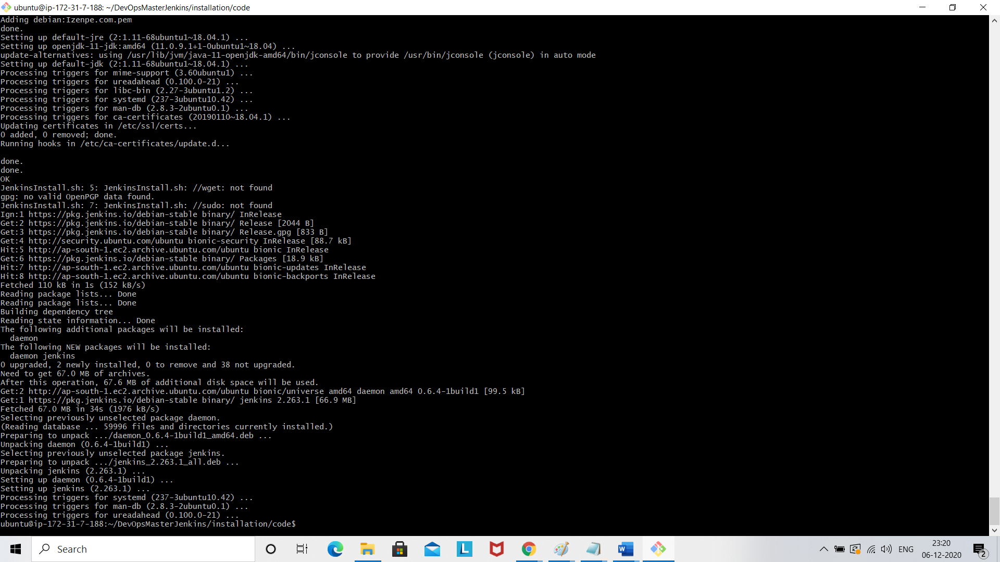 ubuntu@ip-172-31-7-188: ~/DevOpsMasterJenkins/installation/code
Adding debian:Izenpe.com.pem
done.
Setting up default-jre (2:1.11-68ubuntu1~18.04.1) ...
Setting up openjdk-11-jdk:amd64 (11.0.9.1+1-0ubuntu1~18.04) ...
update-alternatives: using /usr/lib/jvm/java-11-openjdk-amd64/bin/jconsole to provide /usr/bin/jconsole (jconsole) in auto mode
Setting up default-jdk (2:1.11-68ubuntu1~18.04.1) ...
Processing triggers for mime-support (3.60ubuntu1) ...
Processing triggers for ureadahead (0.100.0-21) ...
Processing triggers for libc-bin (2.27-3ubuntu1.2) ...
Processing triggers for systemd (237-3ubuntu10.42) ...
Processing triggers for man-db (2.8.3-2ubuntu0.1) ...
Processing triggers for ca-certificates (20190110~18.04.1) ...
Updating certificates in /etc/ssl/certs...
0 added, 0 removed; done.
Running hooks in /etc/ca-certificates/update.d...
done.
done.
OK
JenkinsInstall.sh: 5: JenkinsInstall.sh: //wget: not found
gpg: no valid OpenPGP data found.
JenkinsInstall.sh: 7: JenkinsInstall.sh: //sudo: not found
Ign:1 https://pkg.jenkins.io/debian-stable binary/ InRelease
Get:2 https://pkg.jenkins.io/debian-stable binary/ Release [2044 B]
Get:3 https://pkg.jenkins.io/debian-stable binary/ Release.gpg [833 B]
Get:4 http://security.ubuntu.com/ubuntu bionic-security InRelease [88.7 kB]
Hit:5 http://ap-south-1.ec2.archive.ubuntu.com/ubuntu bionic InRelease
Get:6 https://pkg.jenkins.io/debian-stable binary/ Packages [18.9 kB]
Hit:7 http://ap-south-1.ec2.archive.ubuntu.com/ubuntu bionic-updates InRelease
Hit:8 http://ap-south-1.ec2.archive.ubuntu.com/ubuntu bionic-backports InRelease
Fetched 110 kB in 1s (152 kB/s)
Reading package lists... Done
Reading package lists... Done
Building dependency tree
Reading state information... Done
The following additional packages will be installed:
daemon
The following NEW packages will be installed:
daemon jenkins
0 upgraded, 2 newly installed, 0 to remove and 38 not upgraded.
Need to get 67.0 MB of archives.
After this operation, 67.6 MB of additional disk space will be used.
Get:2 http://ap-south-1.ec2.archive.ubuntu.com/ubuntu bionic/universe amd64 daemon amd64 0.6.4-1build1 [99.5 kB]
Get:1 https://pkg.jenkins.io/debian-stable binary/ jenkins 2.263.1 [66.9 MB]
Fetched 67.0 MB in 34s (1976 kB/s)
Selecting previously unselected package daemon.
(Reading database ... 59996 files and directories currently installed.)
Preparing to unpack .../daemon_0.6.4-1build1_amd64.deb ...
Unpacking daemon (0.6.4-1build1) ...
Selecting previously unselected package jenkins.
Preparing to unpack .../jenkins_2.263.1_all.deb ...
Unpacking jenkins (2.263.1) ...
Setting up daemon (0.6.4-1build1) ...
Setting up jenkins (2.263.1) ...
Processing triggers for systemd (237-3ubuntu10.42) ...
Processing triggers for man-db (2.8.3-2ubuntu0.1) ...
Processing triggers for ureadahead (0.100.0-21) ...
ubuntu@ip-172-31-7-188:~/DevOpsMasterJenkins/installation/code$
Search
L
W
ENG
23:20
06-12-2020
2